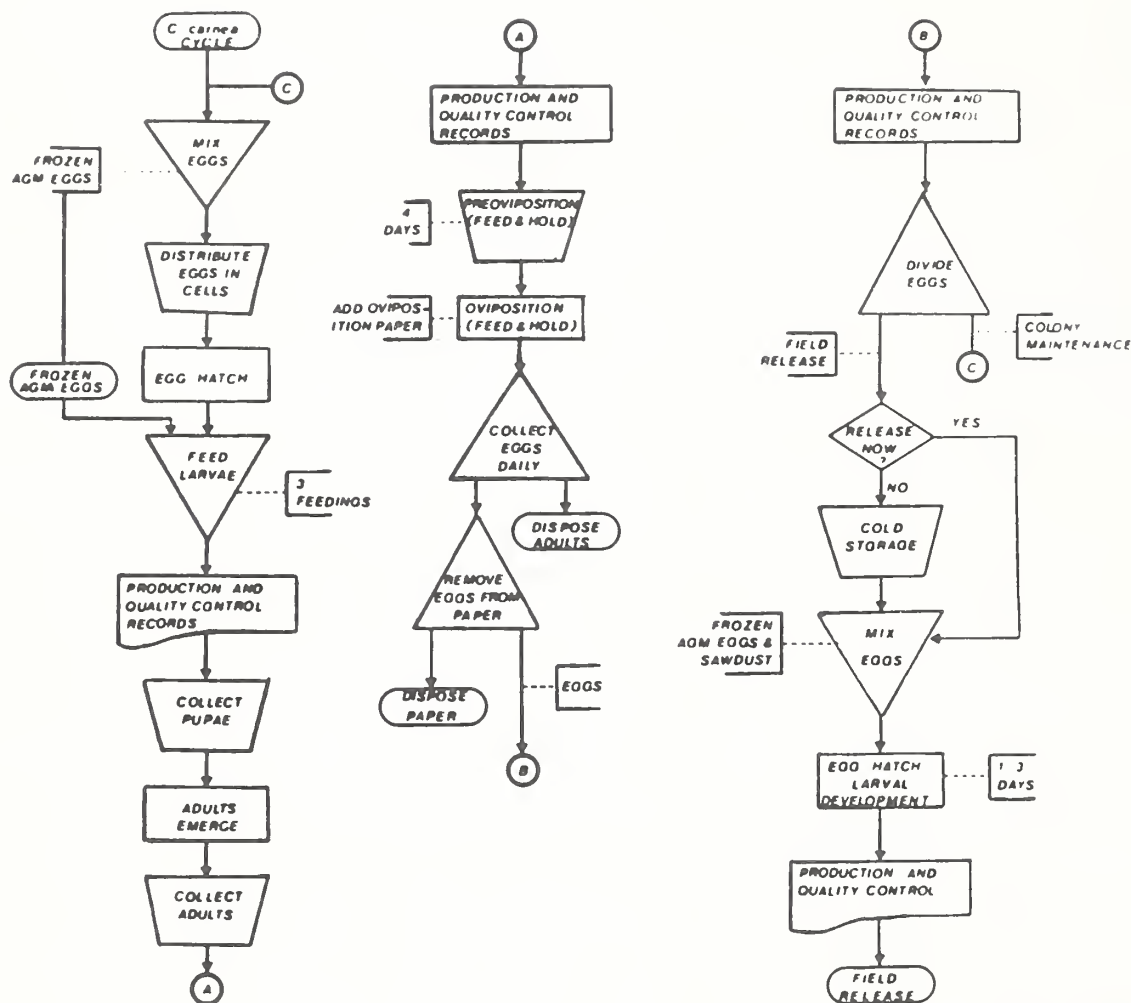 C. carnea
CYCLE
C
MIX
EGGS
FROZEN
AGM EGGS
DISTRIBUTE
EGGS IN
CELLS
EGG HATCH
FROZEN
AGM EGGS
FEED
LARVAE
3
FEEDINGS
PRODUCTION AND
QUALITY CONTROL
RECORDS
COLLECT
PUPAE
ADULTS
EMERGE
COLLECT
ADULTS
A
A
PRODUCTION AND
QUALITY CONTROL
RECORDS
PREOVIPOSITION
(FEED & HOLD)
4
DAYS
ADD OVIPOS-
ITION PAPER
OVIPOSITION
(FEED & HOLD)
COLLECT
EGGS
DAILY
DISPOSE
ADULTS
REMOVE
EGGS FROM
PAPER
DISPOSE
PAPER
EGGS
B
B
PRODUCTION AND
QUALITY CONTROL
RECORDS
DIVIDE
EGGS
FIELD
RELEASE
COLONY
MAINTENANCE
C
RELEASE
NOW
?
YES
NO
COLD
STORAGE
FROZEN
AGM EGGS &
SAWDUST
MIX
EGGS
EGG HATCH
LARVAL
DEVELOPMENT
1 3
DAYS
PRODUCTION AND
QUALITY CONTROL
FIELD
RELEASE